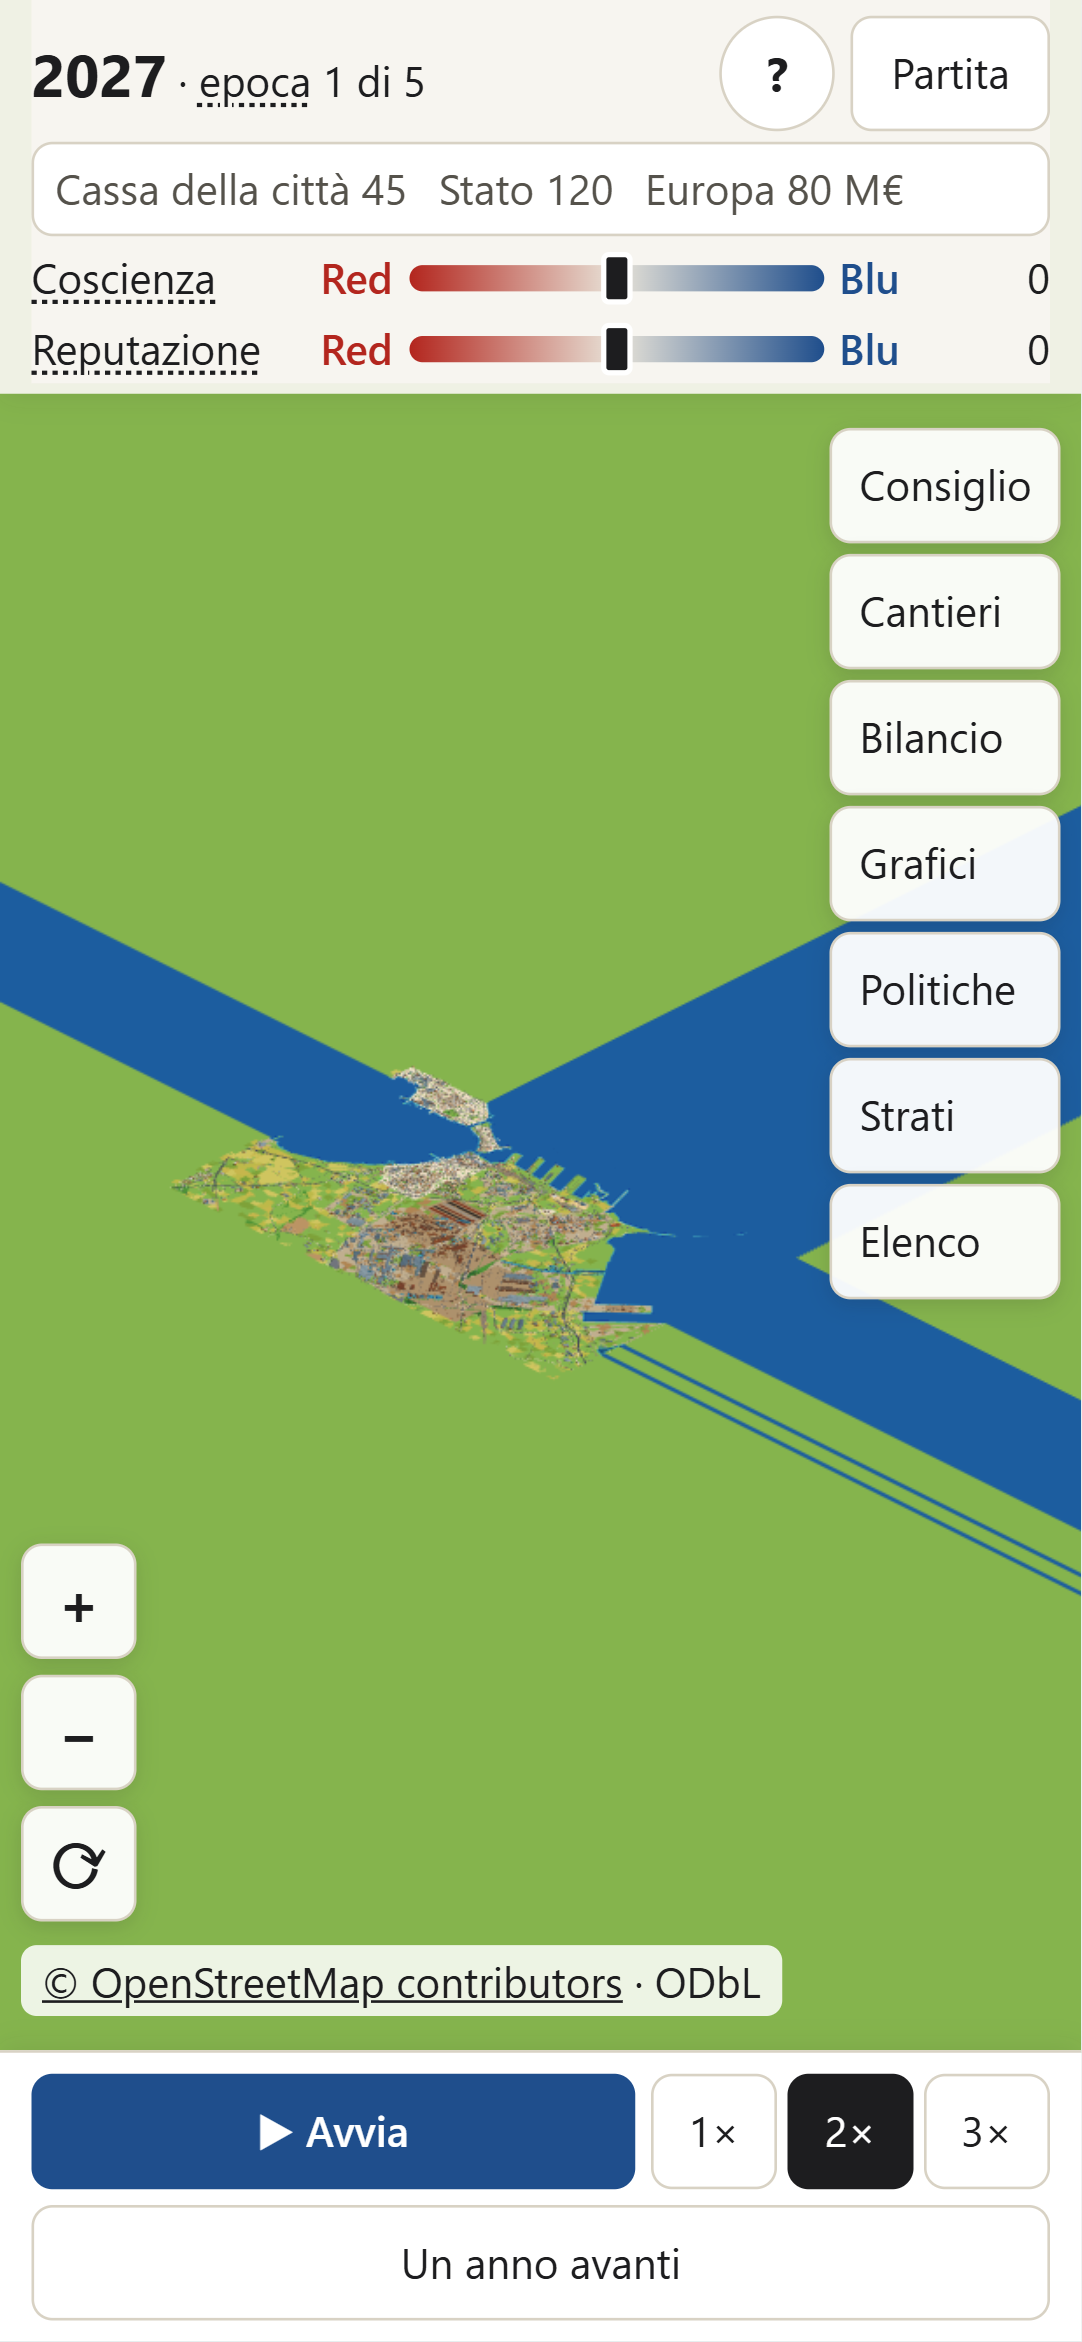 2027 · epoca 1 di 5
?
Partita
Cassa della città 45 Stato 120 Europa 80 M€
Coscienza Red Blu 0
Reputazione Red Blu 0
Consiglio
Cantieri
Bilancio
Grafici
Politiche
Strati
Elenco
+
−
⟳
© OpenStreetMap contributors · ODbL
▶ Avvia
1×
2×
3×
Un anno avanti